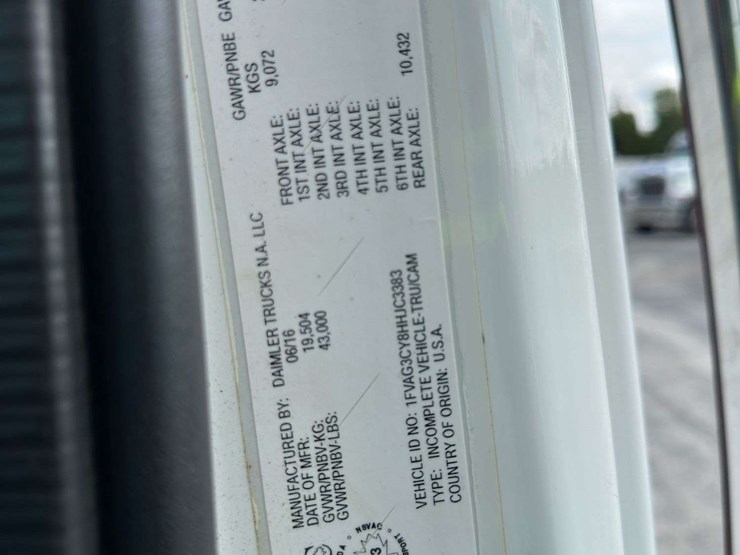 MANUFACTURED BY: DAIMLER TRUCKS N.A. LLC
DATE OF MFR: 06/16
GVWR/PNBV-KG: 19,504
GVWR/PNBV-LBS: 43,000
GAWR/PNBE
KGS
FRONT AXLE: 9,072
1ST INT AXLE:
2ND INT AXLE:
3RD INT AXLE:
4TH INT AXLE:
5TH INT AXLE:
6TH INT AXLE:
REAR AXLE: 10,432
VEHICLE ID NO: 1FVAG3CY8HHJC3383
TYPE: INCOMPLETE VEHICLE-TRU/CAM
COUNTRY OF ORIGIN: U.S.A.
NSVAC